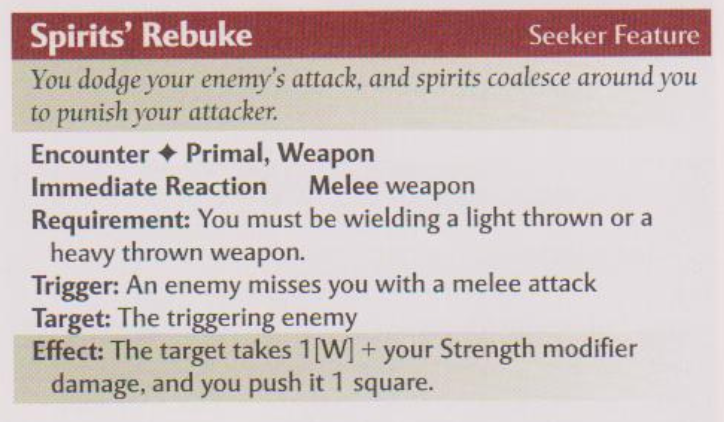 Spirits' Rebuke Seeker Feature
You dodge your enemy's attack, and spirits coalesce around you
to punish your attacker.
Encounter ✦ Primal, Weapon
Immediate Reaction Melee weapon
Requirement: You must be wielding a light thrown or a
heavy thrown weapon.
Trigger: An enemy misses you with a melee attack
Target: The triggering enemy
Effect: The target takes 1[W] + your Strength modifier
damage, and you push it 1 square.